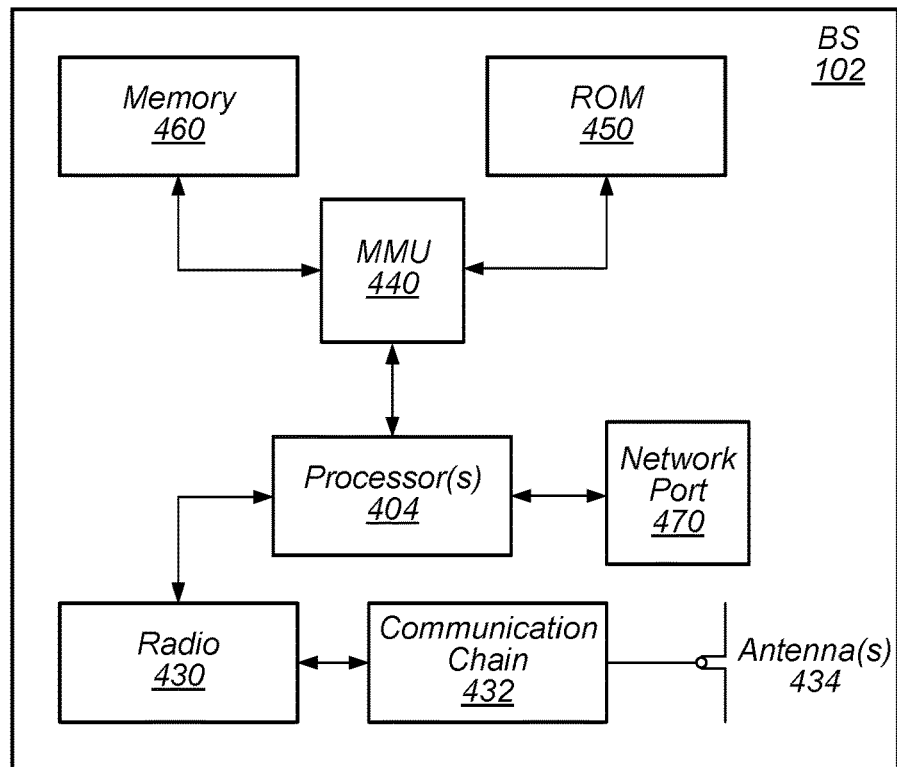 BS
102
Memory
460
ROM
450
MMU
440
Processor(s)
404
Network
Port
470
Radio
430
Communication
Chain
432
Antenna(s)
434